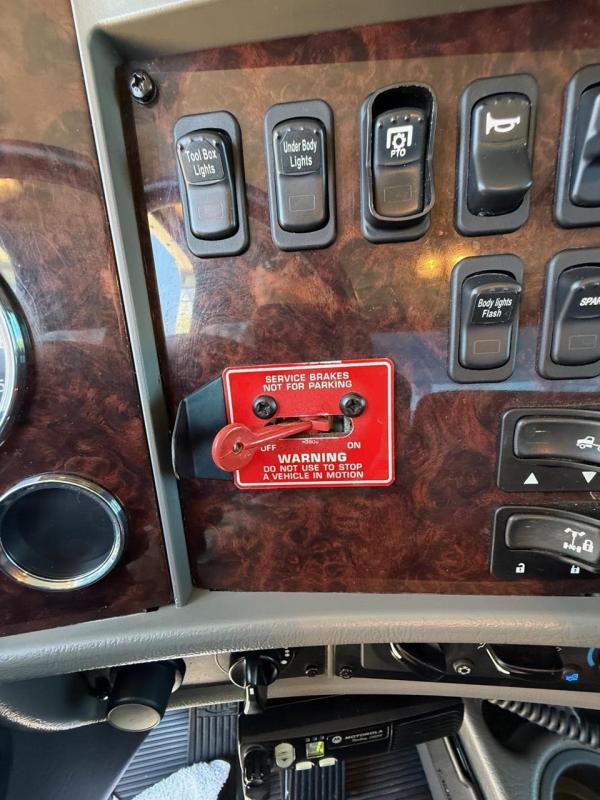 Tool Box
Lights
Under Body
Lights
PTO
Body lights
Flash
SERVICE BRAKES
NOT FOR PARKING
OFF
ON
WARNING
DO NOT USE TO STOP
A VEHICLE IN MOTION
MOTOROLA